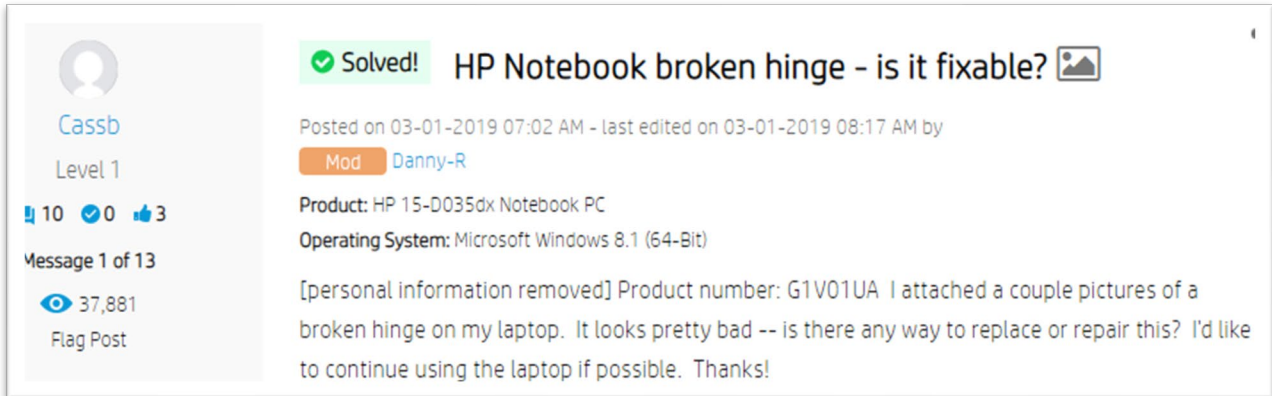 Solved! HP Notebook broken hinge - is it fixable?
Cassb
Level 1
10 0 3
Message 1 of 13
37,881
Flag Post
Posted on 03-01-2019 07:02 AM - last edited on 03-01-2019 08:17 AM by
Mod Danny-R
Product: HP 15-D035dx Notebook PC
Operating System: Microsoft Windows 8.1 (64-Bit)
[personal information removed] Product number: G1V01UA I attached a couple pictures of a
broken hinge on my laptop. It looks pretty bad -- is there any way to replace or repair this? I'd like
to continue using the laptop if possible. Thanks!